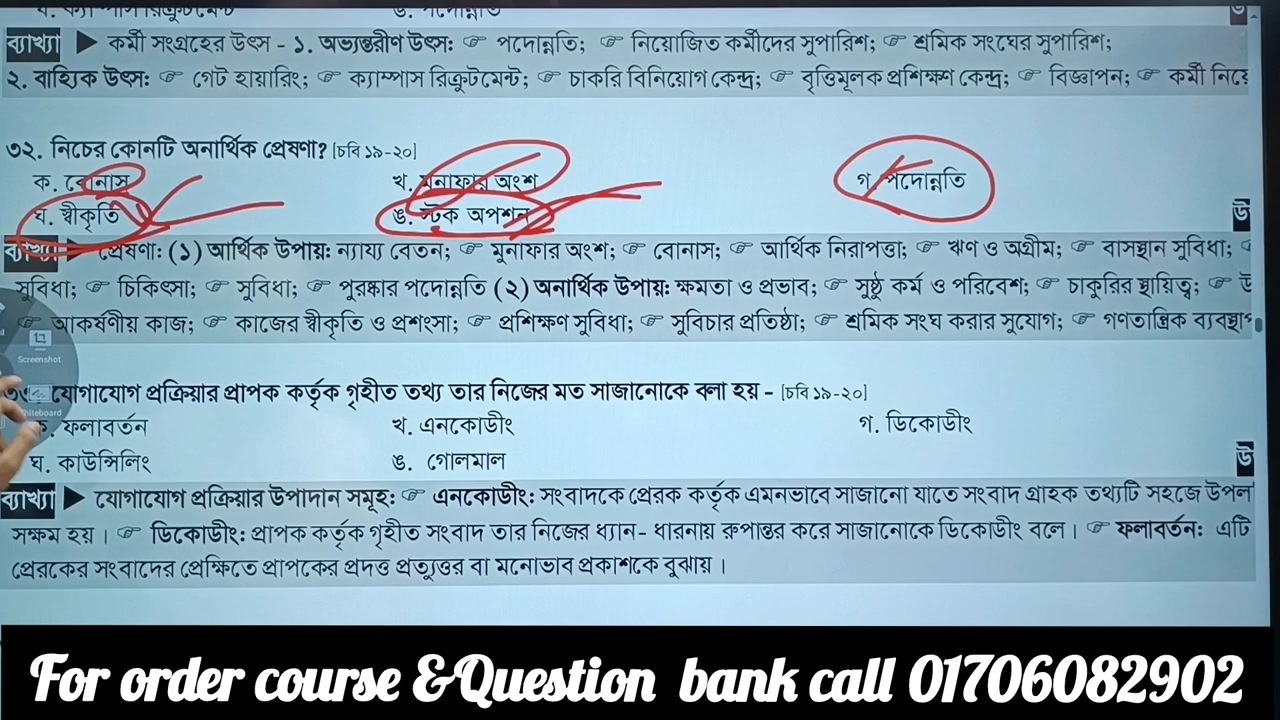 ঘ. ক্যাম্পাস রিক্রুটমেন্ট ঙ. পদোন্নতি
ব্যাখ্যা ▶ কর্মী সংগ্রহের উৎস - ১. অভ্যন্তরীণ উৎস: ☞ পদোন্নতি; ☞ নিয়োজিত কর্মীদের সুপারিশ; ☞ শ্রমিক সংঘের সুপারিশ;
২. বাহ্যিক উৎস: ☞ গেট হায়ারিং; ☞ ক্যাম্পাস রিক্রুটমেন্ট; ☞ চাকরি বিনিয়োগ কেন্দ্র; ☞ বৃত্তিমূলক প্রশিক্ষণ কেন্দ্র; ☞ বিজ্ঞাপন; ☞ কর্মী
৩২. নিচের কোনটি অনার্থিক প্রেষণা? [চবি ১৯-২০]
ক. বোনাস খ. মুনাফার অংশ গ. পদোন্নতি
ঘ. স্বীকৃতি ঙ. স্টক অপশন উ
ব্যাখ্যা প্রেষণা: (১) আর্থিক উপায়: ন্যায্য বেতন; ☞ মুনাফার অংশ; ☞ বোনাস; ☞ আর্থিক নিরাপত্তা; ☞ ঋণ ও অগ্রীম; ☞ বাসস্থান সুবিধা;
সুবিধা; ☞ চিকিৎসা; ☞ সুবিধা; ☞ পুরষ্কার পদোন্নতি (২) অনার্থিক উপায়: ক্ষমতা ও প্রভাব; ☞ সুষ্ঠু কর্ম ও পরিবেশ; ☞ চাকুরির স্থায়িত্ব; ☞
☞ আকর্ষণীয় কাজ; ☞ কাজের স্বীকৃতি ও প্রশংসা; ☞ প্রশিক্ষণ সুবিধা; ☞ সুবিচার প্রতিষ্ঠা; ☞ শ্রমিক সংঘ করার সুযোগ; ☞ গণতান্ত্রিক
Screenshot
যোগাযোগ প্রক্রিয়ার প্রাপক কর্তৃক গৃহীত তথ্য তার নিজের মত সাজানোকে বলা হয় - [চবি ১৯-২০]
Whiteboard
ক. ফলাবর্তন খ. এনকোডীং গ. ডিকোডীং
ঘ. কাউন্সিলিং ঙ. গোলমাল উ
ব্যাখ্যা ▶ যোগাযোগ প্রক্রিয়ার উপাদান সমূহ: ☞ এনকোডীং: সংবাদকে প্রেরক কর্তৃক এমনভাবে সাজানো যাতে সংবাদ গ্রাহক তথ্যটি সহজে
সক্ষম হয়। ☞ ডিকোডীং: প্রাপক কর্তৃক গৃহীত সংবাদ তার নিজের ধ্যান- ধারনায় রুপান্তর করে সাজানোকে ডিকোডীং বলে। ☞ ফলাবর্তন: এটি
প্রেরকের সংবাদের প্রেক্ষিতে প্রাপকের প্রদত্ত প্রত্যুত্তর বা মনোভাব প্রকাশকে বুঝায়।
For order course &Question bank call 01706082902